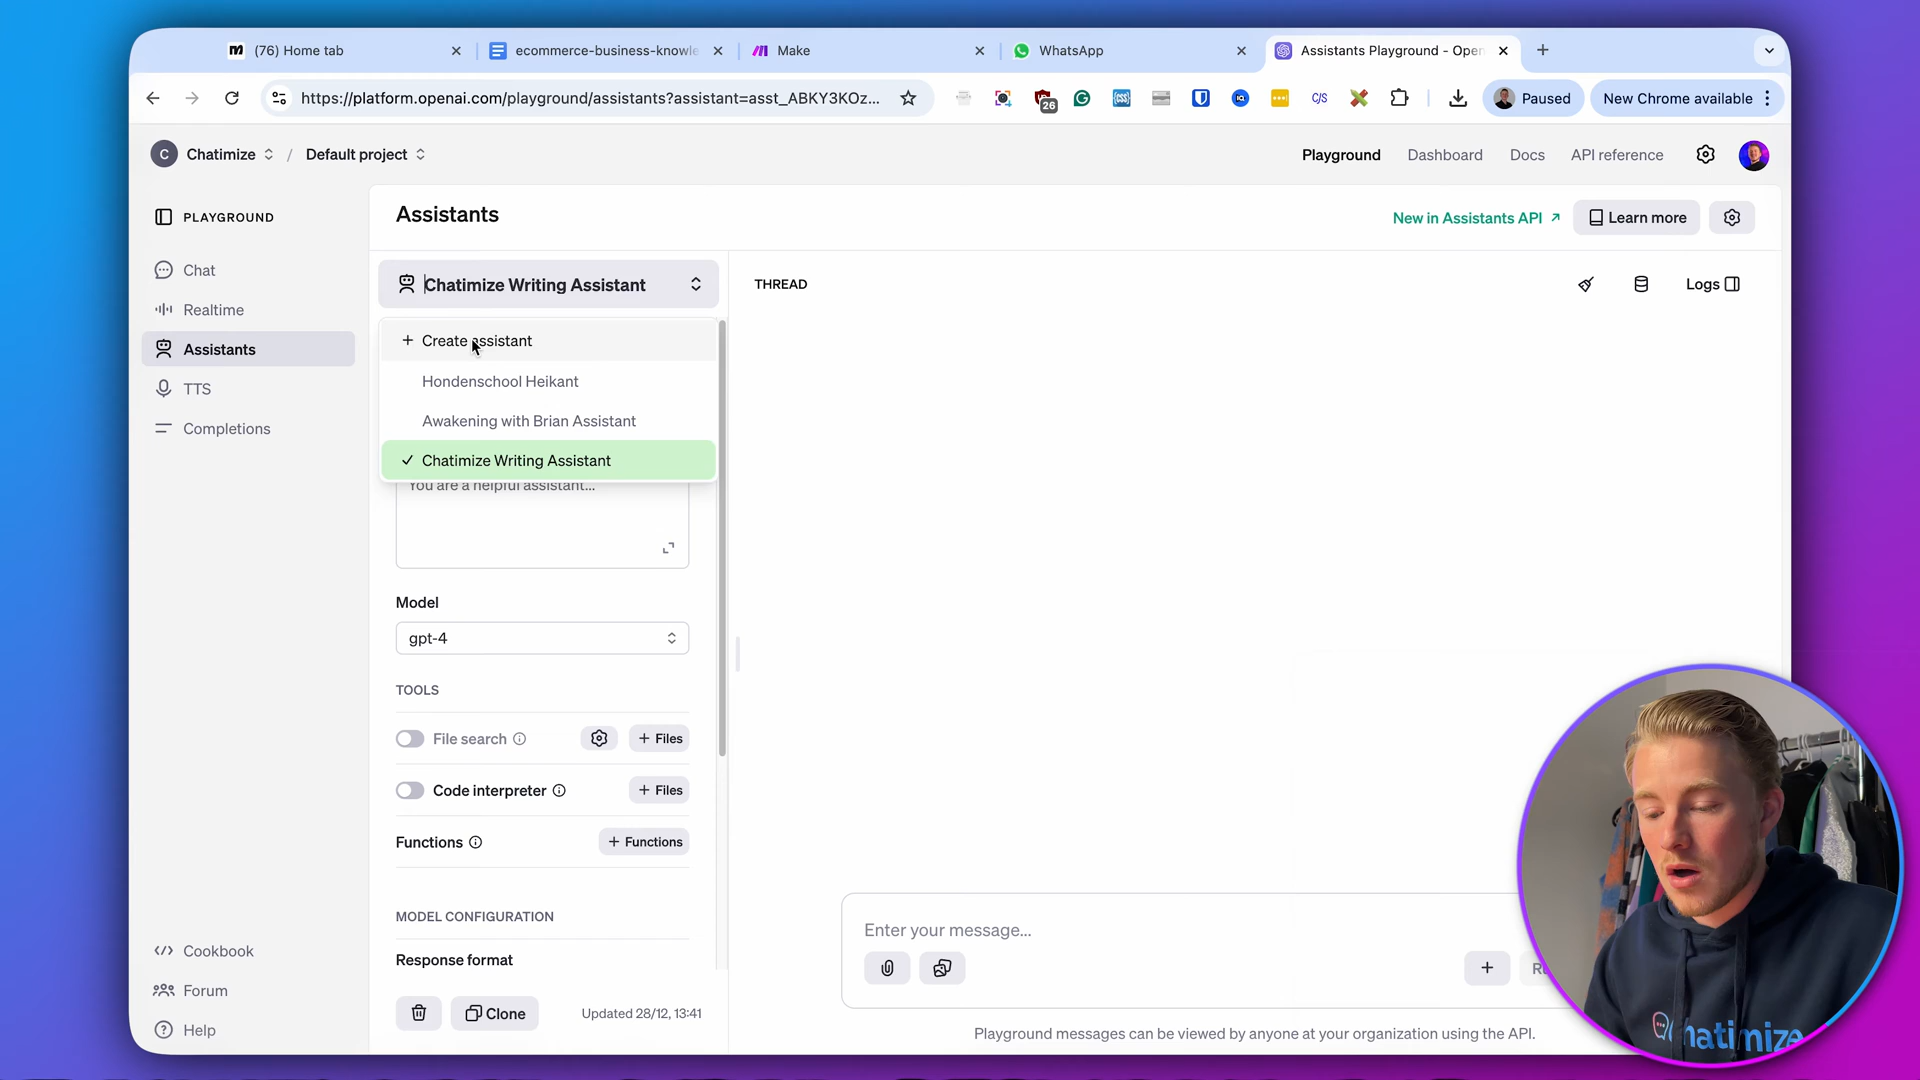 (76) Home tab
ecommerce-business-knowle
Make
WhatsApp
Assistants Playground - Open
https://platform.openai.com/playground/assistants?assistant=asst_ABKY3KOz...
26
Paused
New Chrome available
C Chatimize / Default project
Playground
Dashboard
Docs
API reference
PLAYGROUND
Chat
Realtime
Assistants
TTS
Completions
Cookbook
Forum
Help
Assistants
New in Assistants API
Learn more
Chatimize Writing Assistant
Create assistant
Hondenschool Heikant
Awakening with Brian Assistant
Chatimize Writing Assistant
You are a helpful assistant...
Model
gpt-4
TOOLS
File search
+ Files
Code interpreter
+ Files
Functions
+ Functions
MODEL CONFIGURATION
Response format
Clone
Updated 28/12, 13:41
THREAD
Logs
Enter your message...
Playground messages can be viewed by anyone at your organization using the API.
chatimize